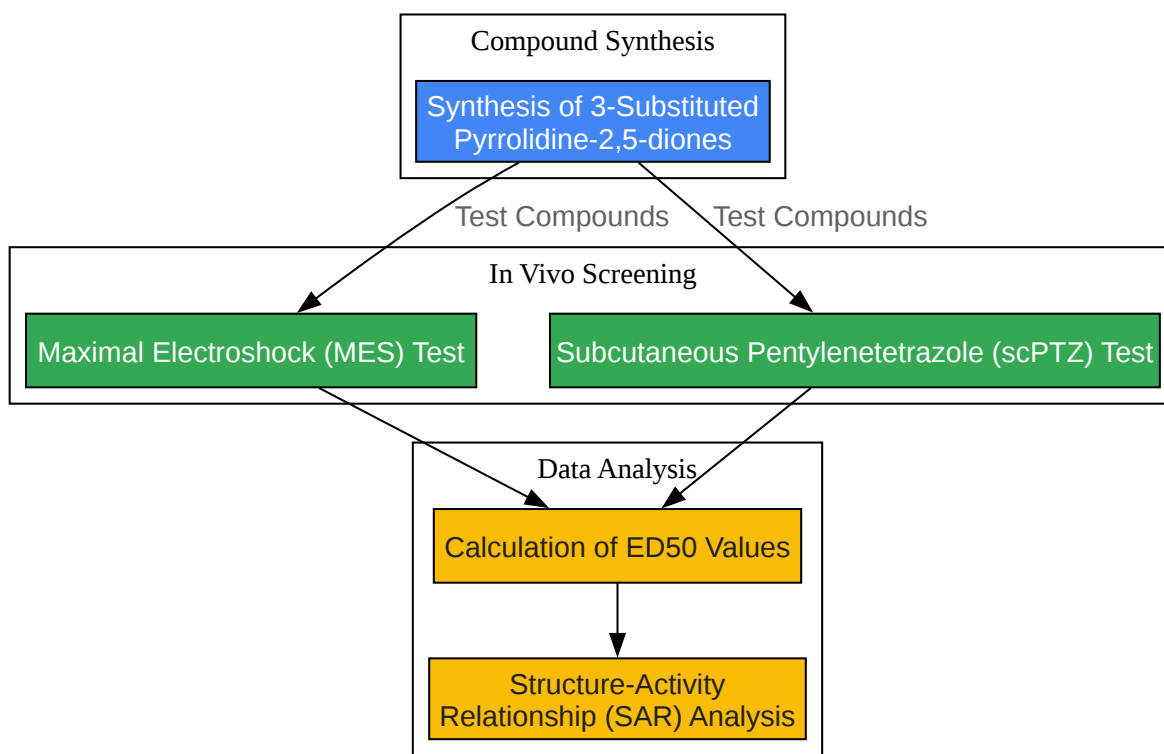 Compound Synthesis
Synthesis of 3-Substituted
Pyrrolidine-2,5-diones
Test Compounds
Test Compounds
In Vivo Screening
Maximal Electroshock (MES) Test
Subcutaneous Pentylenetetrazole (scPTZ) Test
Data Analysis
Calculation of ED50 Values
Structure-Activity
Relationship (SAR) Analysis